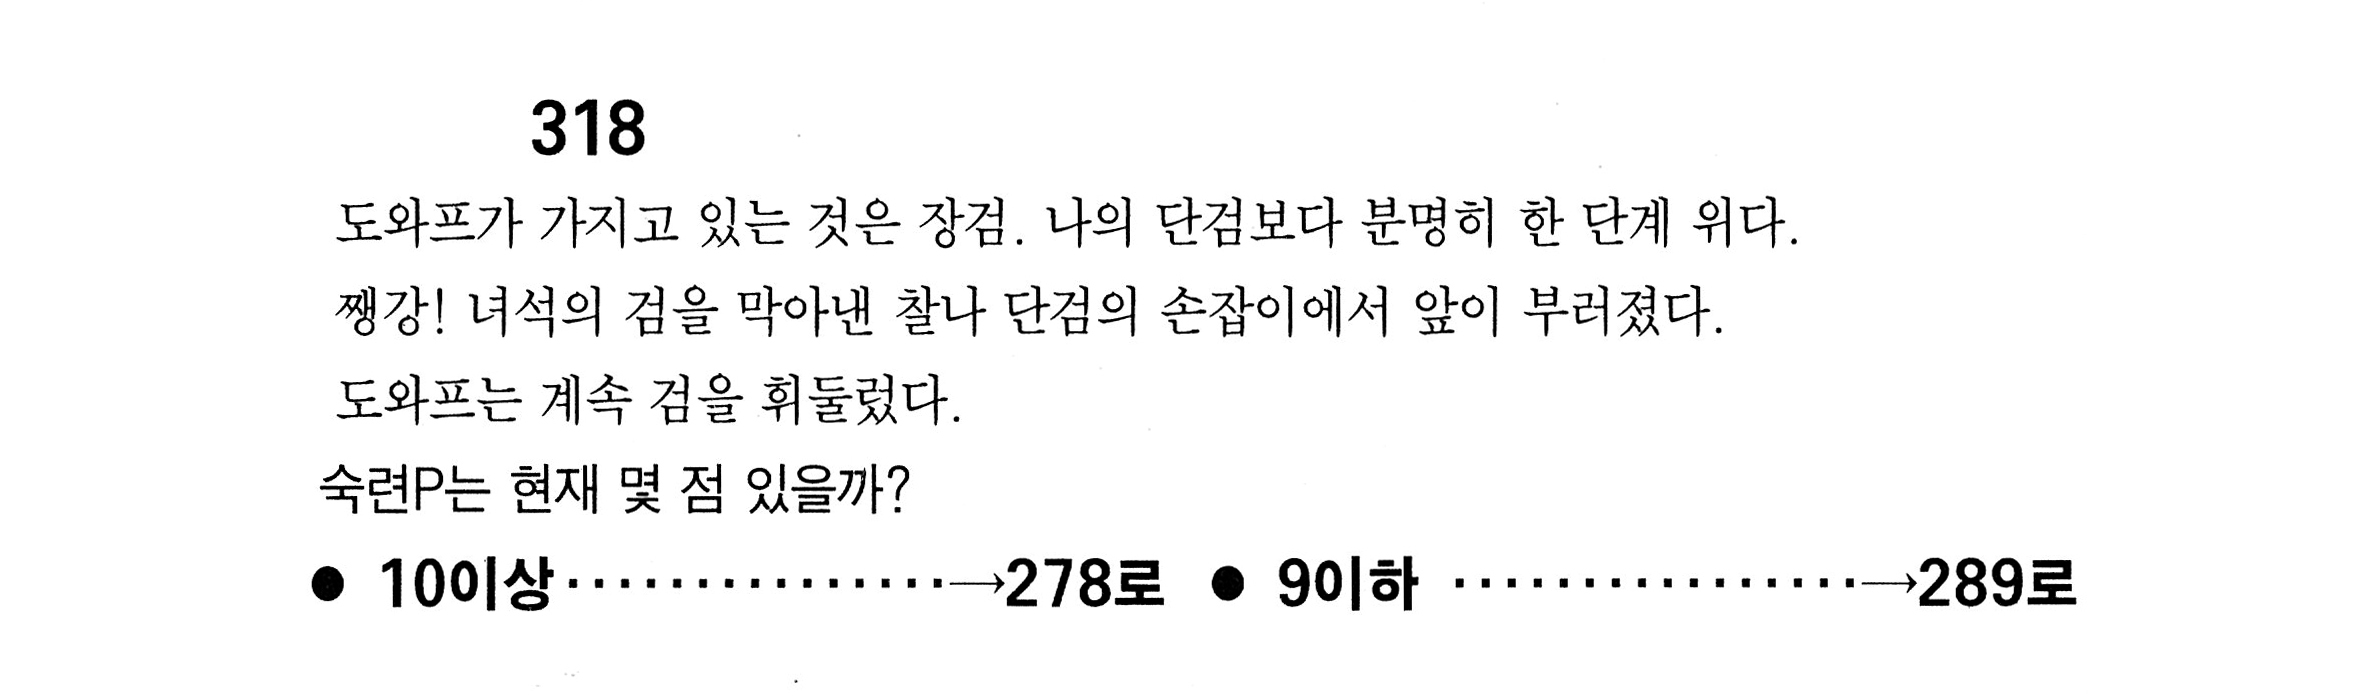 318
도와프가 가지고 있는 것은 장검. 나의 단검보다 분명히 한 단계 위다.
쨍강! 녀석의 검을 막아낸 찰나 단검의 손잡이에서 앞이 부러졌다.
도와프는 계속 검을 휘둘렀다.
숙련P는 현재 몇 점 있을까?
● 10이상···············→278로 ● 9이하 ················→289로